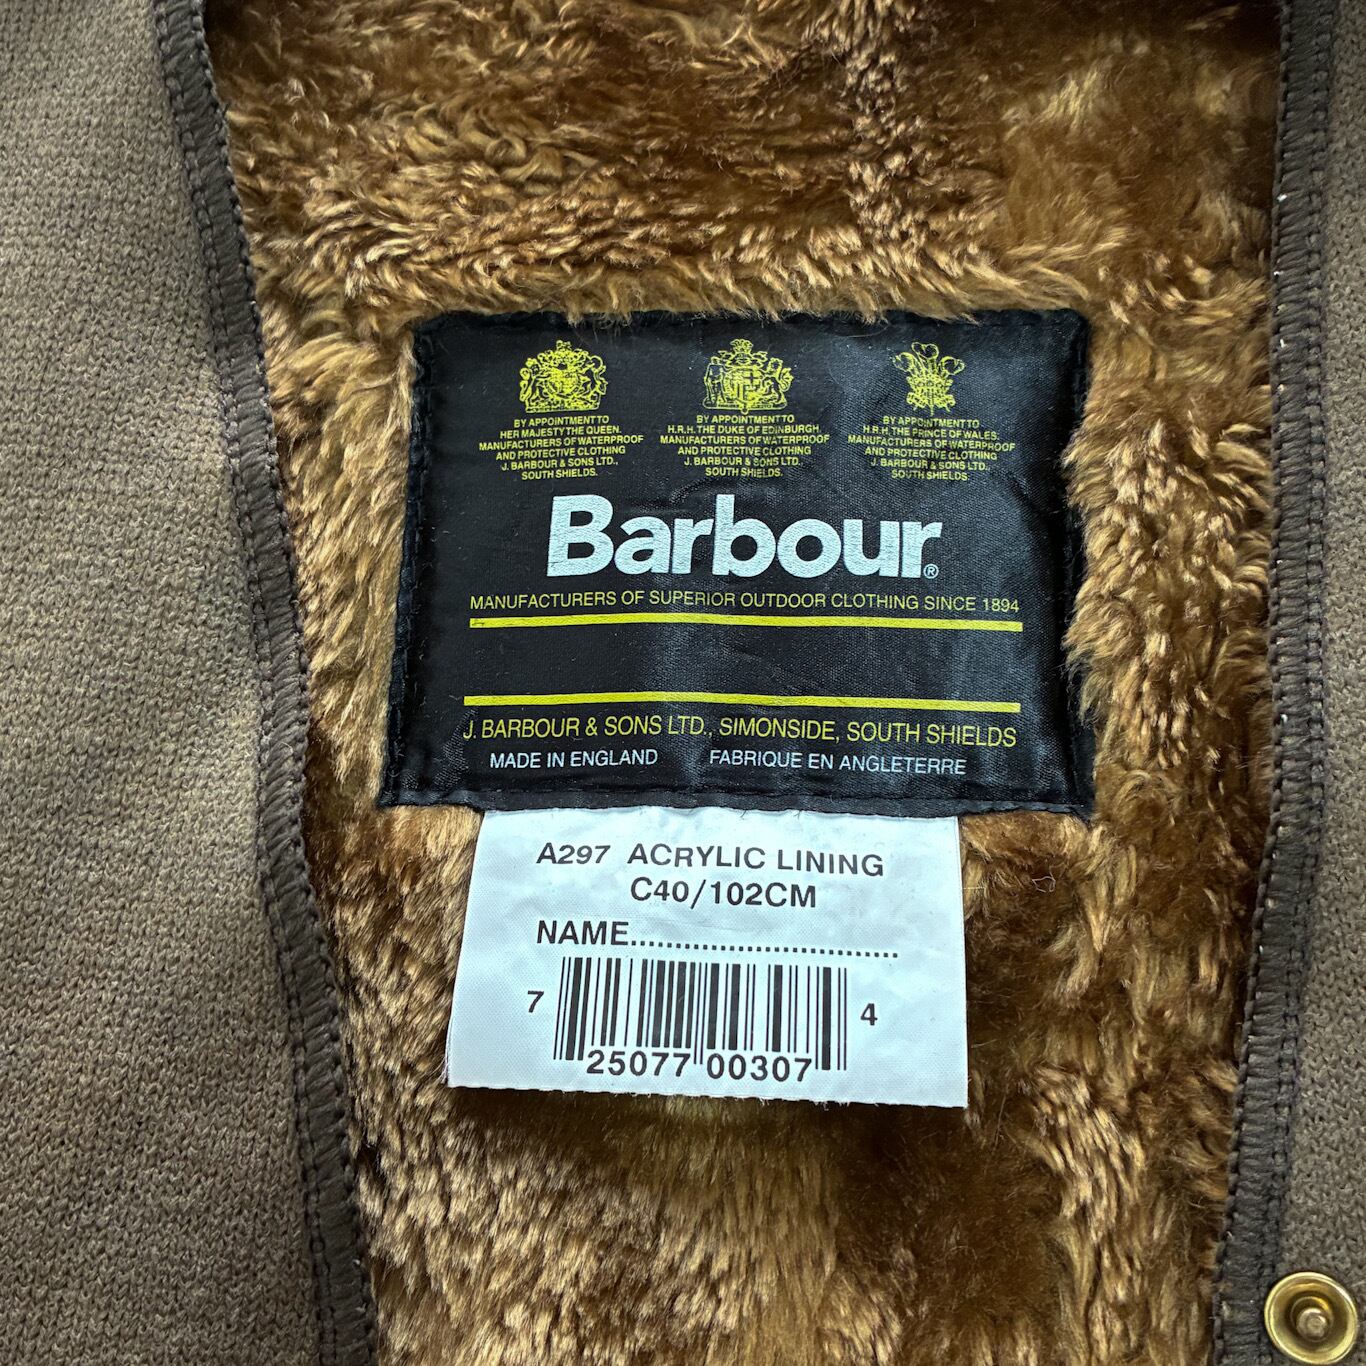 BY APPOINTMENT TO
HER MAJESTY THE QUEEN.
MANUFACTURERS OF WATERPROOF
AND PROTECTIVE CLOTHING
J. BARBOUR & SONS LTD.,
SOUTH SHIELDS.
BY APPOINTMENT TO
H.R.H. THE DUKE OF EDINBURGH
MANUFACTURERS OF WATERPROOF
AND PROTECTIVE CLOTHING
J. BARBOUR & SONS LTD.,
SOUTH SHIELDS.
BY APPOINTMENT TO
H.R.H. THE PRINCE OF WALES.
MANUFACTURERS OF WATERPROOF
AND PROTECTIVE CLOTHING
J. BARBOUR & SONS LTD.,
SOUTH SHIELDS.
Barbour®
MANUFACTURERS OF SUPERIOR OUTDOOR CLOTHING SINCE 1894
J. BARBOUR & SONS LTD., SIMONSIDE, SOUTH SHIELDS
MADE IN ENGLAND FABRIQUE EN ANGLETERRE
A297 ACRYLIC LINING
C40/102CM
NAME..............................
7 25077 00307 4